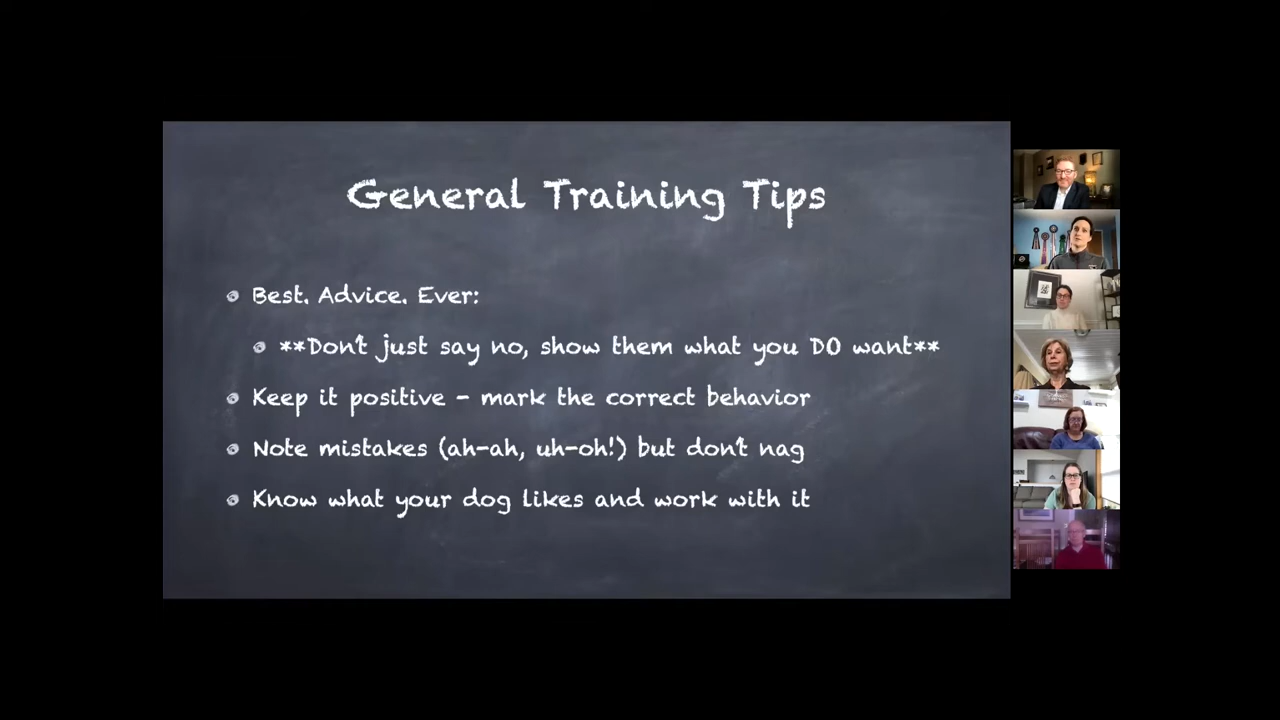 General Training Tips
Best. Advice. Ever:
**Don't just say no, show them what you DO want**
Keep it positive - mark the correct behavior
Note mistakes (ah-ah, uh-oh!) but don't nag
Know what your dog likes and work with it